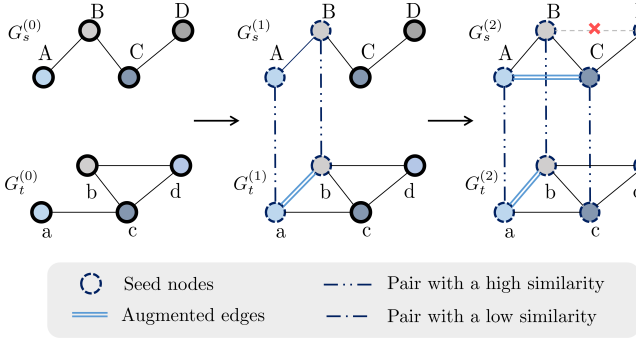 B D B B
G_s^{(0)} G_s^{(1)} G_s^{(2)}
A C A C A C
G_t^{(0)} b d G_t^{(1)} b d G_t^{(2)} b
a c a c a c
Seed nodes Pair with a high similarity
Augmented edges Pair with a low similarity